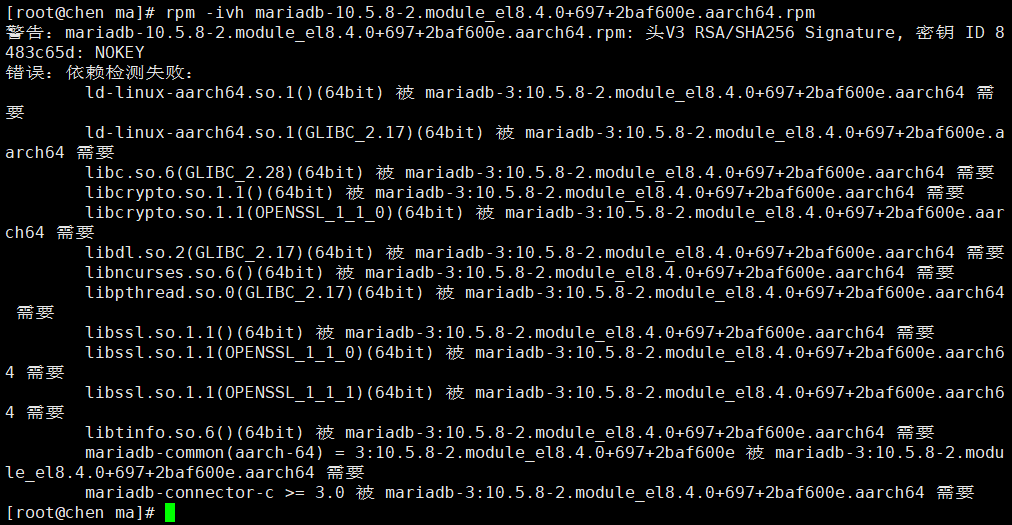 [root@chen ma]# rpm -ivh mariadb-10.5.8-2.module_el8.4.0+697+2baf600e.aarch64.rpm
警告：mariadb-10.5.8-2.module_el8.4.0+697+2baf600e.aarch64.rpm: 头V3 RSA/SHA256 Signature, 密钥 ID 8
483c65d: NOKEY
错误：依赖检测失败：
        ld-linux-aarch64.so.1()(64bit) 被 mariadb-3:10.5.8-2.module_el8.4.0+697+2baf600e.aarch64 需
要
        ld-linux-aarch64.so.1(GLIBC_2.17)(64bit) 被 mariadb-3:10.5.8-2.module_el8.4.0+697+2baf600e.a
arch64 需要
        libc.so.6(GLIBC_2.28)(64bit) 被 mariadb-3:10.5.8-2.module_el8.4.0+697+2baf600e.aarch64 需要
        libcrypto.so.1.1()(64bit) 被 mariadb-3:10.5.8-2.module_el8.4.0+697+2baf600e.aarch64 需要
        libcrypto.so.1.1(OPENSSL_1_1_0)(64bit) 被 mariadb-3:10.5.8-2.module_el8.4.0+697+2baf600e.aar
ch64 需要
        libdl.so.2(GLIBC_2.17)(64bit) 被 mariadb-3:10.5.8-2.module_el8.4.0+697+2baf600e.aarch64 需要
        libncurses.so.6()(64bit) 被 mariadb-3:10.5.8-2.module_el8.4.0+697+2baf600e.aarch64 需要
        libpthread.so.0(GLIBC_2.17)(64bit) 被 mariadb-3:10.5.8-2.module_el8.4.0+697+2baf600e.aarch64
 需要
        libssl.so.1.1()(64bit) 被 mariadb-3:10.5.8-2.module_el8.4.0+697+2baf600e.aarch64 需要
        libssl.so.1.1(OPENSSL_1_1_0)(64bit) 被 mariadb-3:10.5.8-2.module_el8.4.0+697+2baf600e.aarch6
4 需要
        libssl.so.1.1(OPENSSL_1_1_1)(64bit) 被 mariadb-3:10.5.8-2.module_el8.4.0+697+2baf600e.aarch6
4 需要
        libtinfo.so.6()(64bit) 被 mariadb-3:10.5.8-2.module_el8.4.0+697+2baf600e.aarch64 需要
        mariadb-common(aarch-64) = 3:10.5.8-2.module_el8.4.0+697+2baf600e 被 mariadb-3:10.5.8-2.modu
le_el8.4.0+697+2baf600e.aarch64 需要
        mariadb-connector-c >= 3.0 被 mariadb-3:10.5.8-2.module_el8.4.0+697+2baf600e.aarch64 需要
[root@chen ma]#